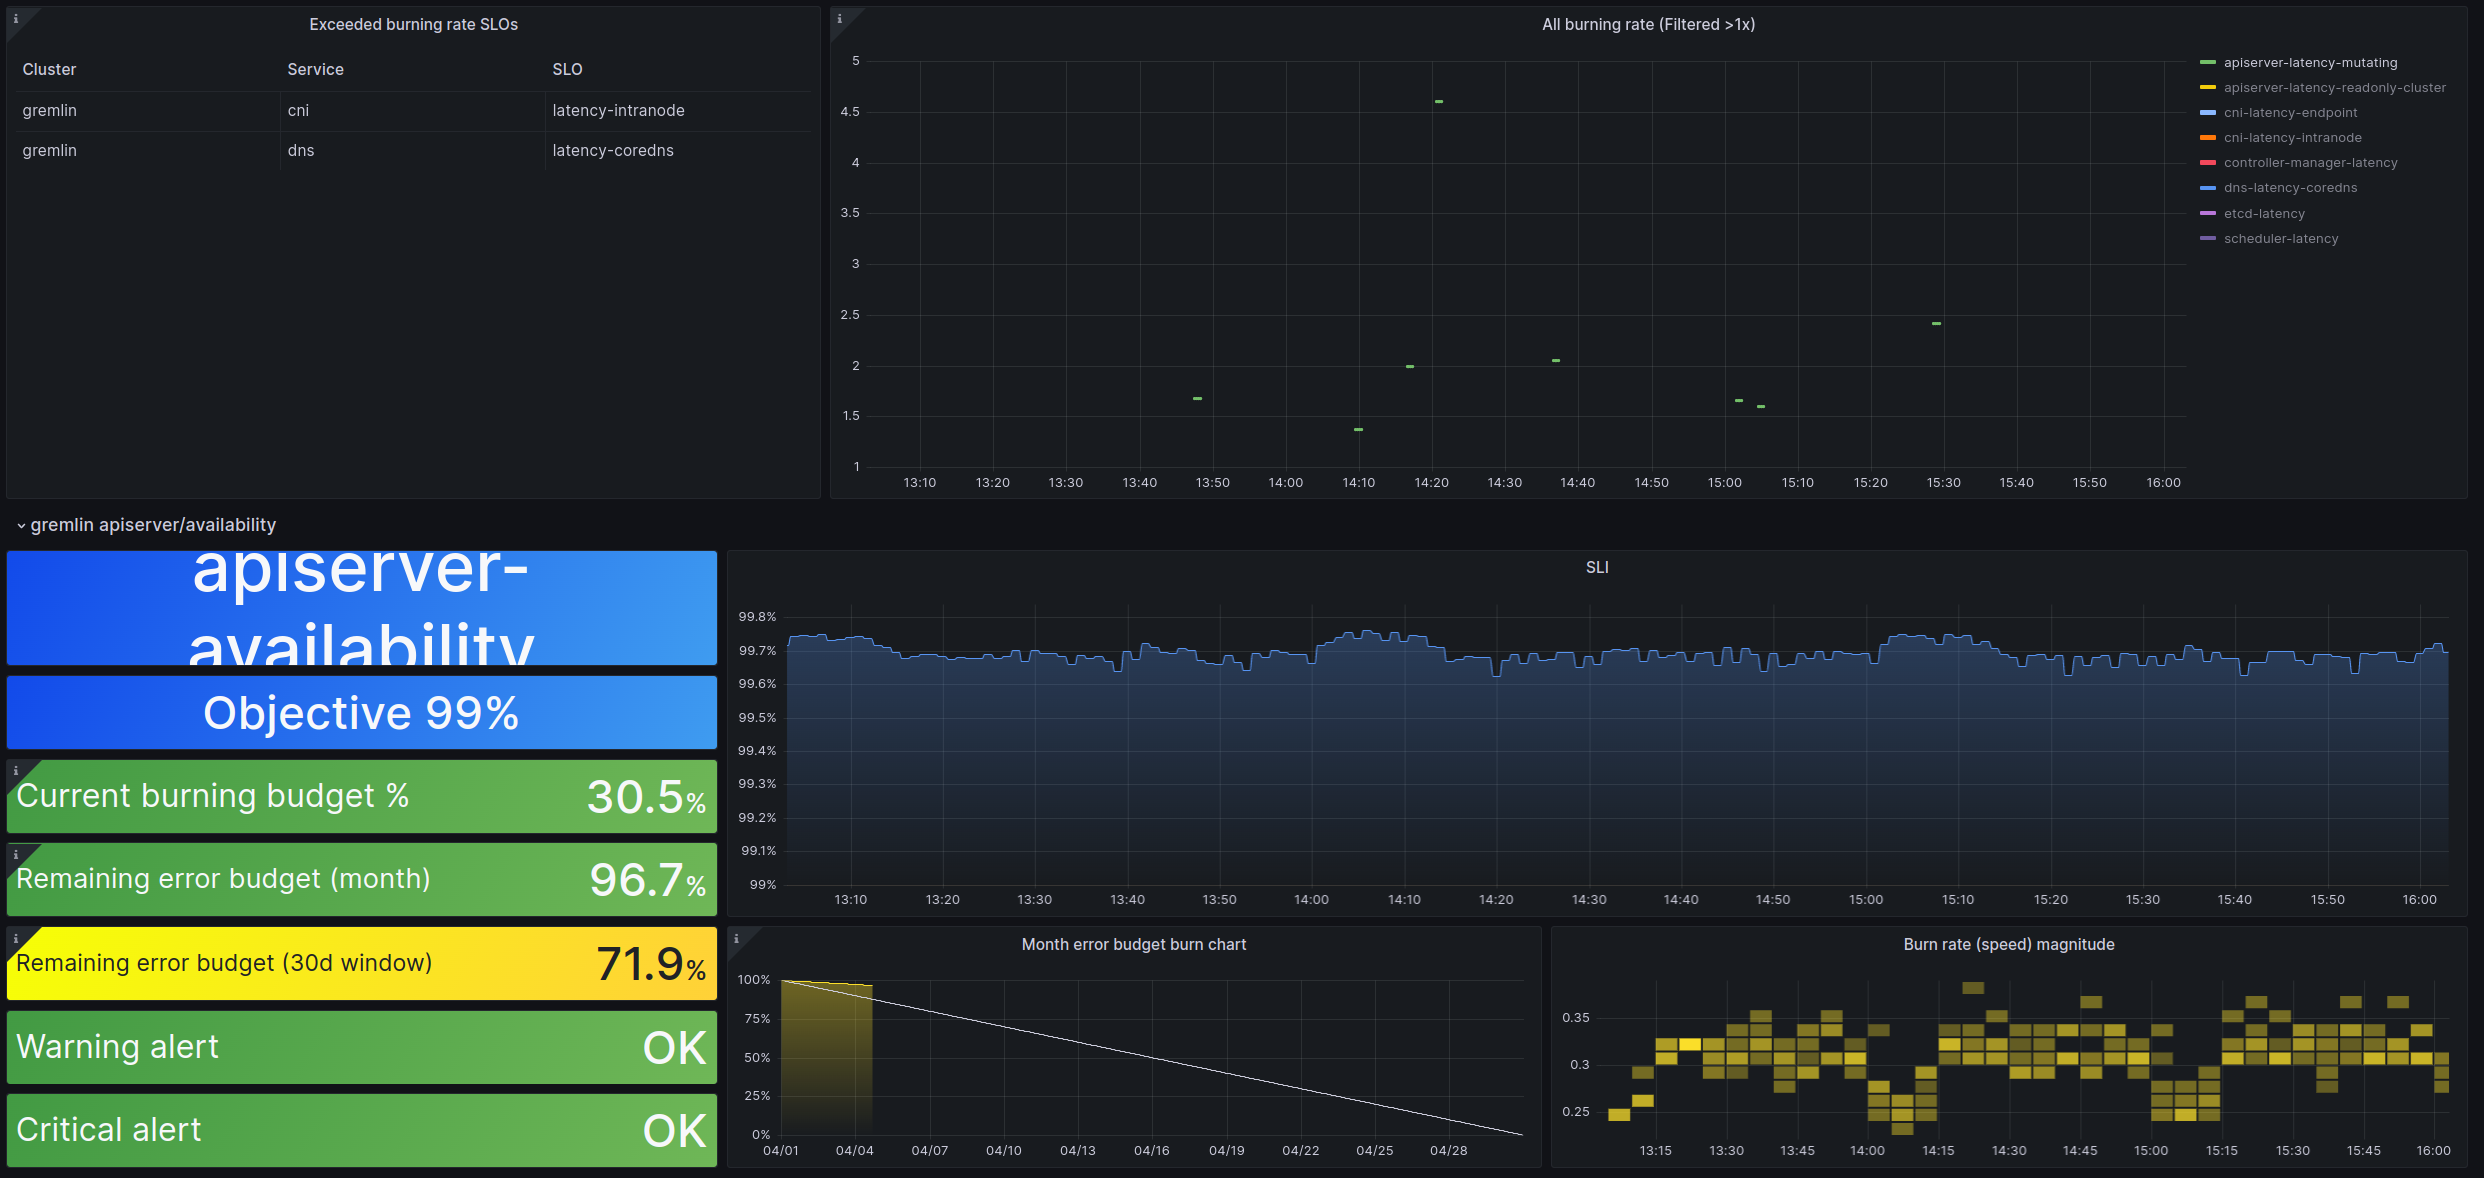 Exceeded burning rate SLOs
Cluster Service SLO
gremlin cni latency-intranode
gremlin dns latency-coredns
All burning rate (Filtered >1x)
5
4.5
4
3.5
3
2.5
2
1.5
1
13:10 13:20 13:30 13:40 13:50 14:00 14:10 14:20 14:30 14:40 14:50 15:00 15:10 15:20 15:30 15:40 15:50 16:00
apiserver-latency-mutating
apiserver-latency-readonly-cluster
cni-latency-endpoint
cni-latency-intranode
controller-manager-latency
dns-latency-coredns
etcd-latency
scheduler-latency
gremlin apiserver/availability
apiserver-
availability
Objective 99%
Current burning budget % 30.5%
Remaining error budget (month) 96.7%
Remaining error budget (30d window) 71.9%
Warning alert OK
Critical alert OK
SLI
99.8%
99.7%
99.6%
99.5%
99.4%
99.3%
99.2%
99.1%
99%
13:10 13:20 13:30 13:40 13:50 14:00 14:10 14:20 14:30 14:40 14:50 15:00 15:10 15:20 15:30 15:40 15:50 16:00
Month error budget burn chart
100%
75%
50%
25%
0%
04/01 04/04 04/07 04/10 04/13 04/16 04/19 04/22 04/25 04/28
Burn rate (speed) magnitude
0.35
0.3
0.25
13:15 13:30 13:45 14:00 14:15 14:30 14:45 15:00 15:15 15:30 15:45 16:00